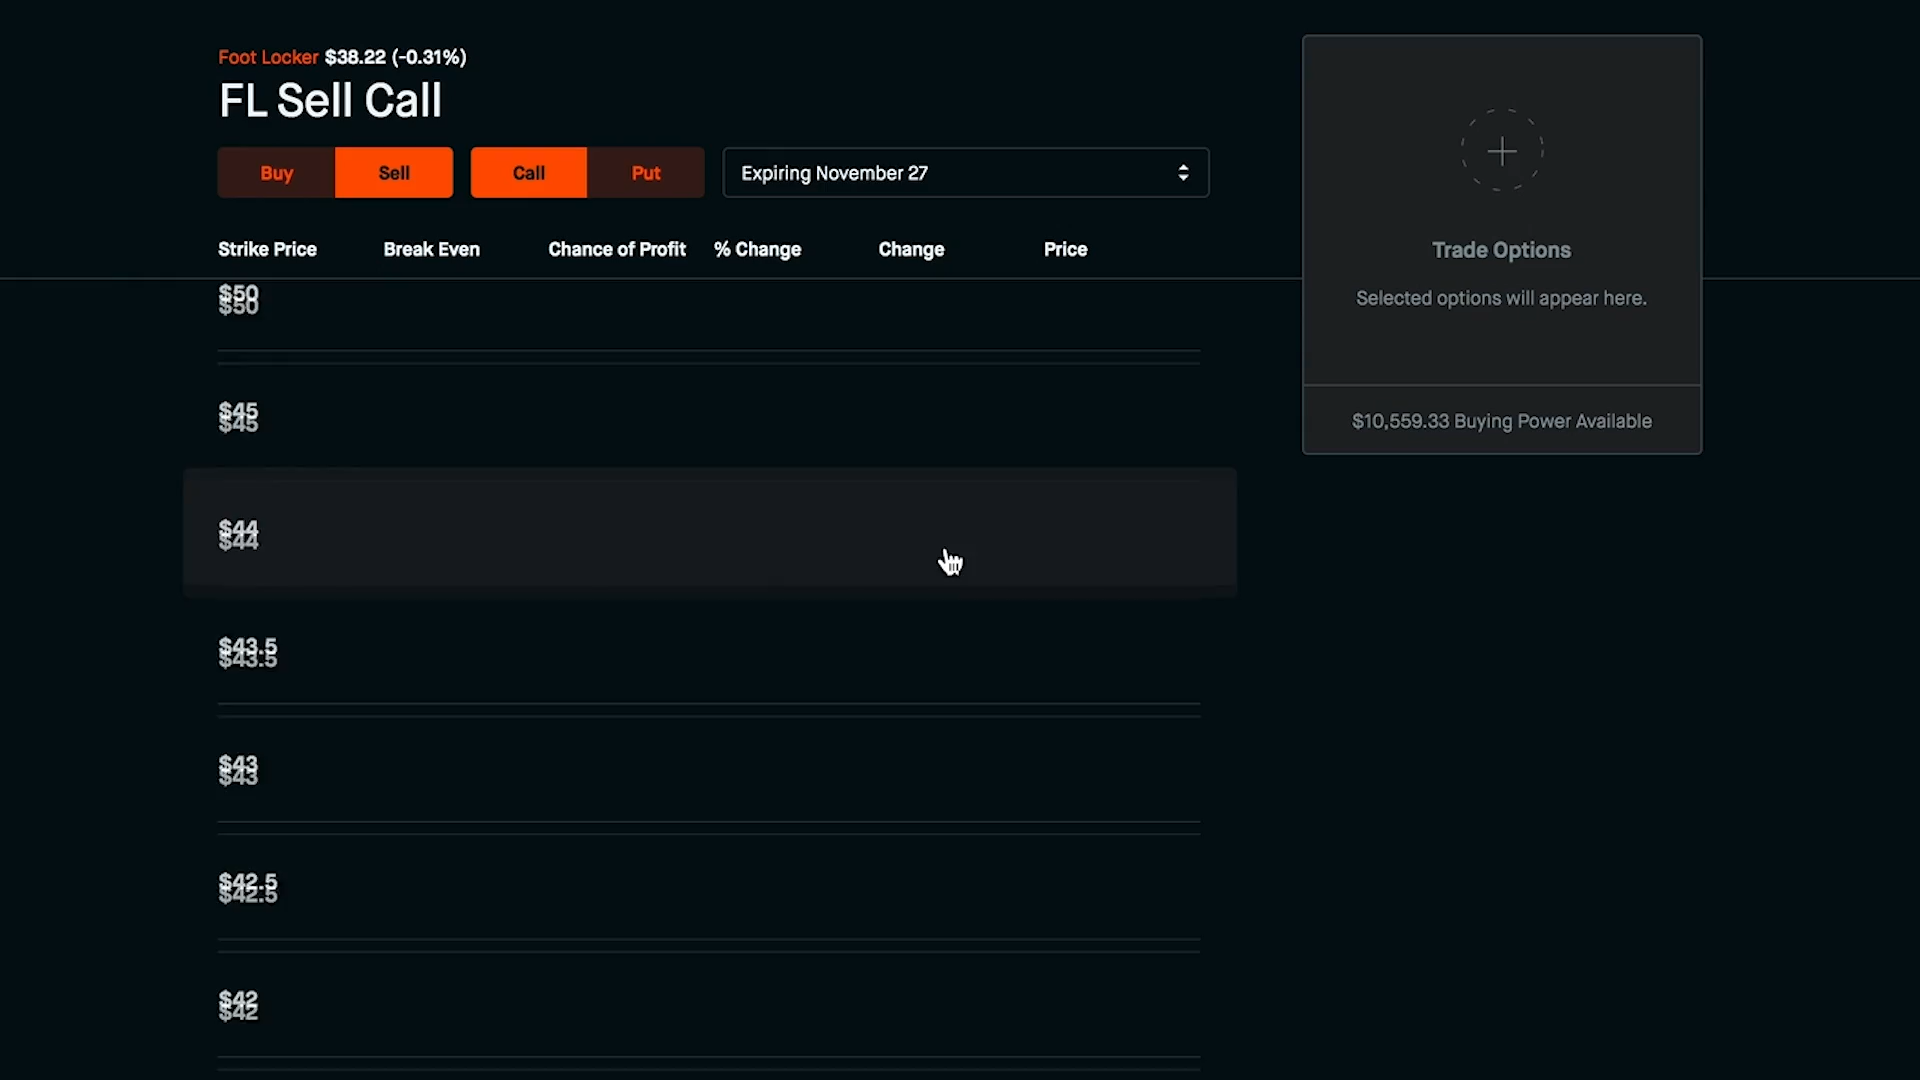 Foot Locker $38.22 (-0.31%)
FL Sell Call
Buy Sell Call Put Expiring November 27
Strike Price Break Even Chance of Profit % Change Change Price
$50
$45
$44
$43.5
$43
$42.5
$42
Trade Options
Selected options will appear here.
$10,559.33 Buying Power Available